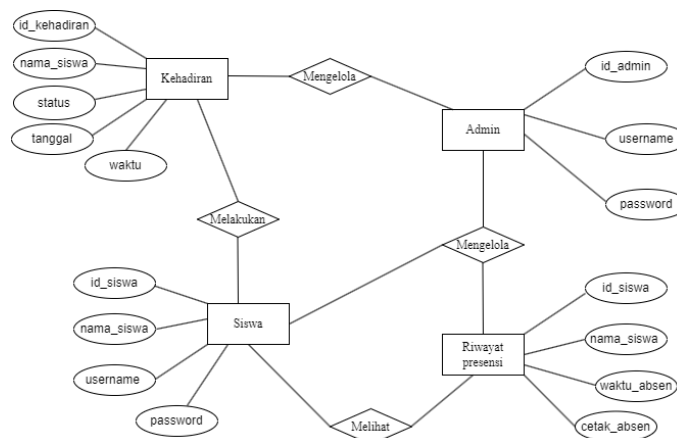 id_kehadiran
nama_siswa
status
tanggal
waktu
Kehadiran
Mengelola
id_admin
username
password
Admin
Melakukan
Mengelola
id_siswa
nama_siswa
username
password
Siswa
Riwayat
presensi
id_siswa
nama_siswa
waktu_absen
cetak_absen
Melihat